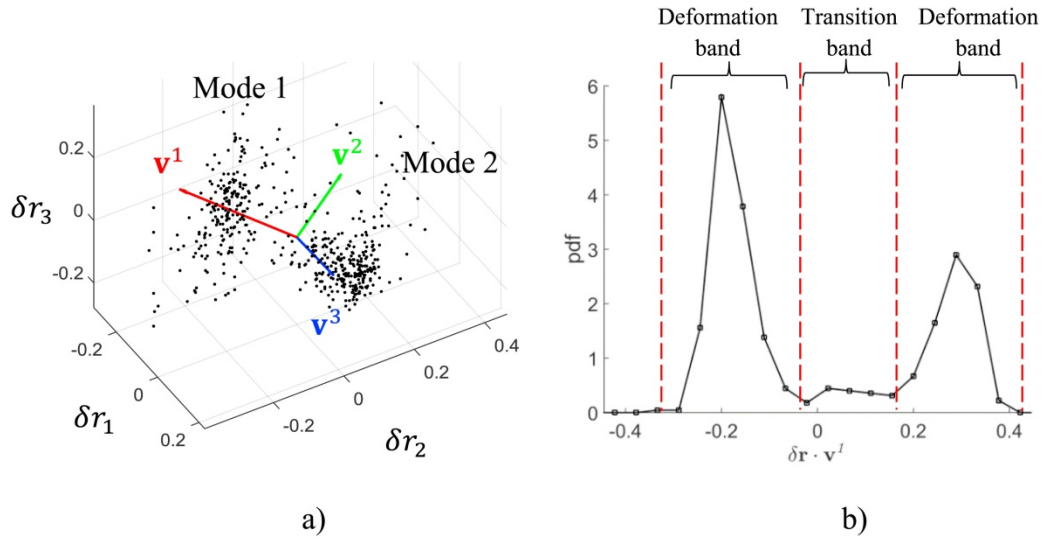 Mode 1
Mode 2
v¹
v²
v³
δr₃
0.2
0
-0.2
δr₁
-0.2
0
0.2
δr₂
-0.2
0
0.2
0.4
a)
Deformation band
Transition band
Deformation band
pdf
6
5
4
3
2
1
0
-0.4
-0.2
0
0.2
0.4
δr · v¹
b)